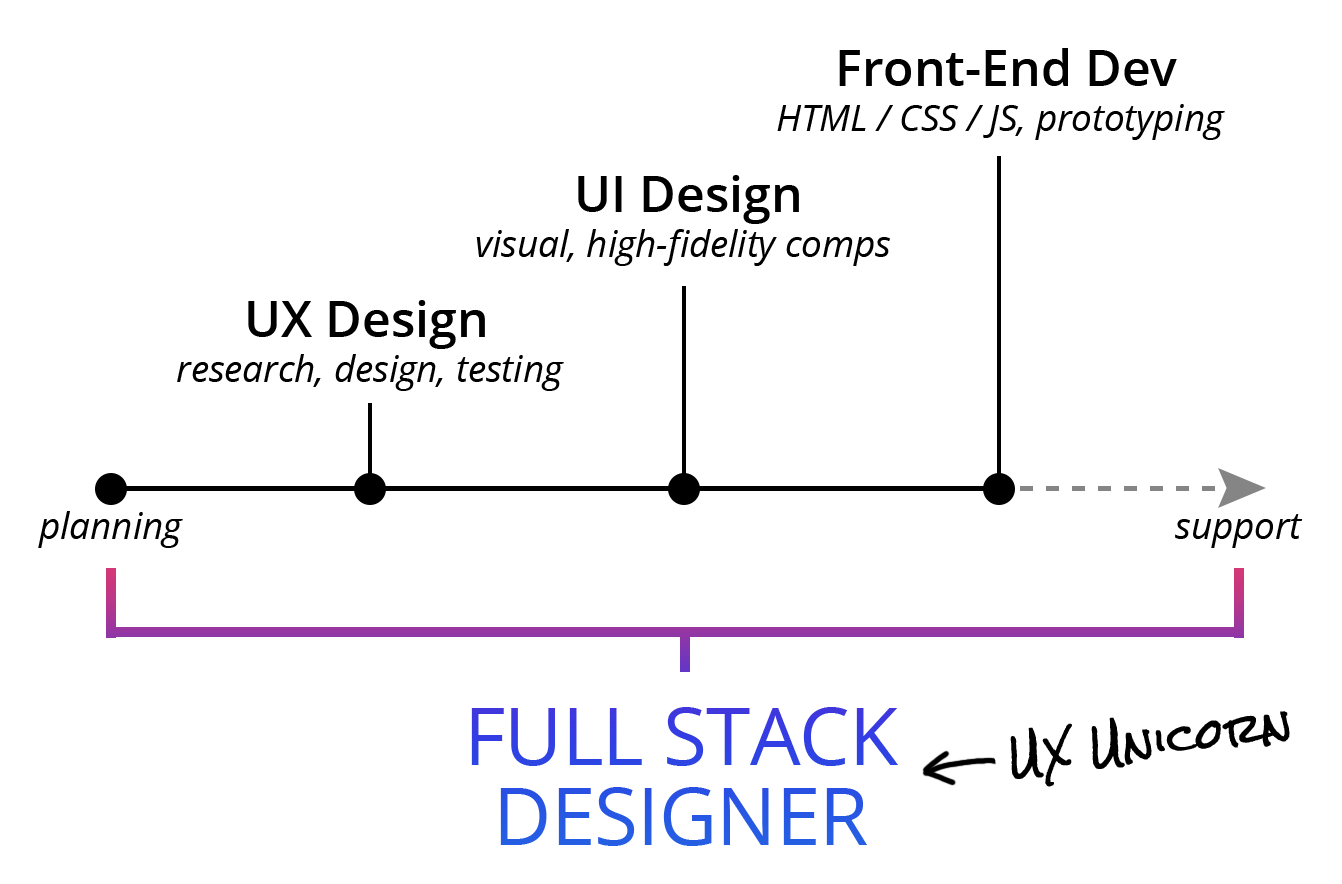 Front-End Dev
HTML / CSS / JS, prototyping
UI Design
visual, high-fidelity comps
UX Design
research, design, testing
planning
support
FULL STACK
DESIGNER
UX UNICORN